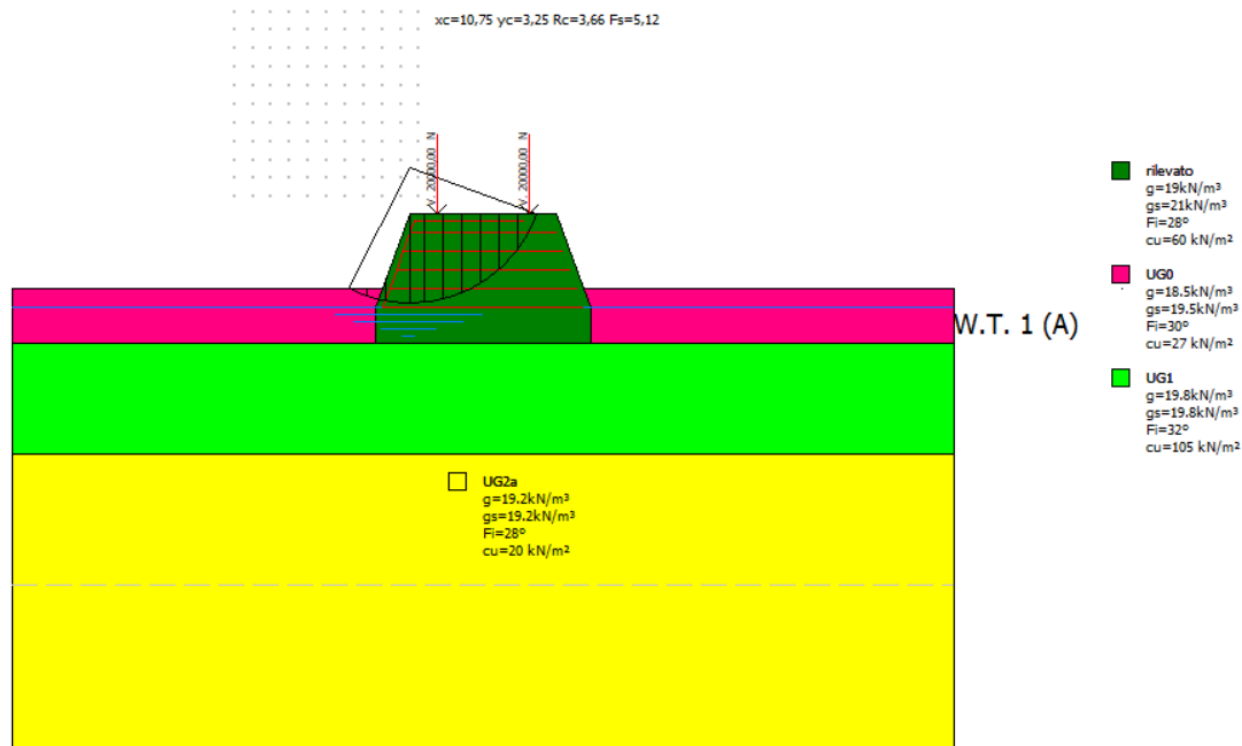 xc=10,75 yc=3,25 Rc=3,66 Fs=5,12
V. 20000,00 N
V. 20000,00 N
rilevato
g=19kN/m³
gs=21kN/m³
Fi=28°
cu=60 kN/m²
UG0
g=18.5kN/m³
gs=19.5kN/m³
Fi=30°
cu=27 kN/m²
W.T. 1 (A)
UG1
g=19.8kN/m³
gs=19.8kN/m³
Fi=32°
cu=105 kN/m²
UG2a
g=19.2kN/m³
gs=19.2kN/m³
Fi=28°
cu=20 kN/m²